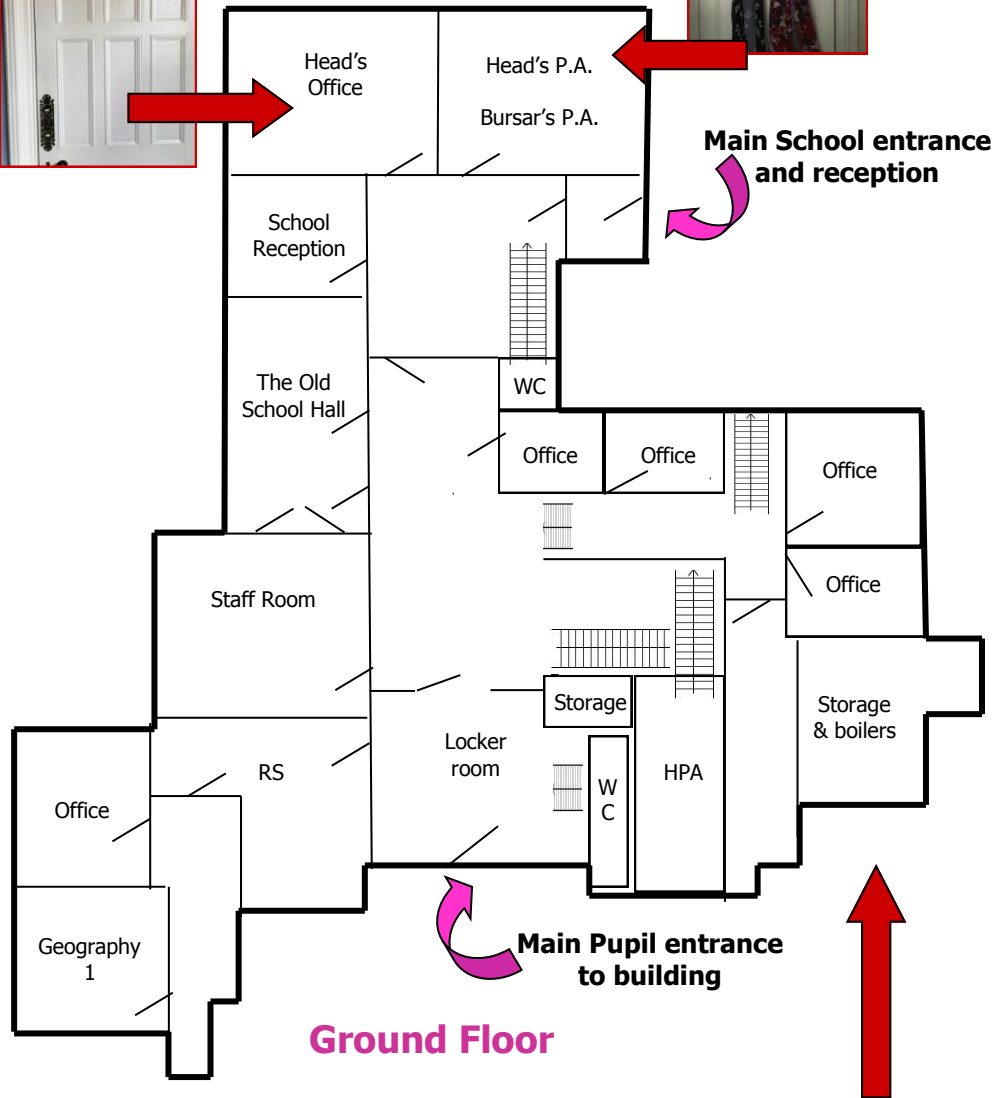 Head's
Office
Head's P.A.
Bursar's P.A.
Main School entrance
and reception
School
Reception
The Old
School Hall
WC
Office
Office
Office
Office
Staff Room
Storage
Storage
& boilers
Locker
room
RS
W
C
HPA
Office
Geography
1
Main Pupil entrance
to building
Ground Floor